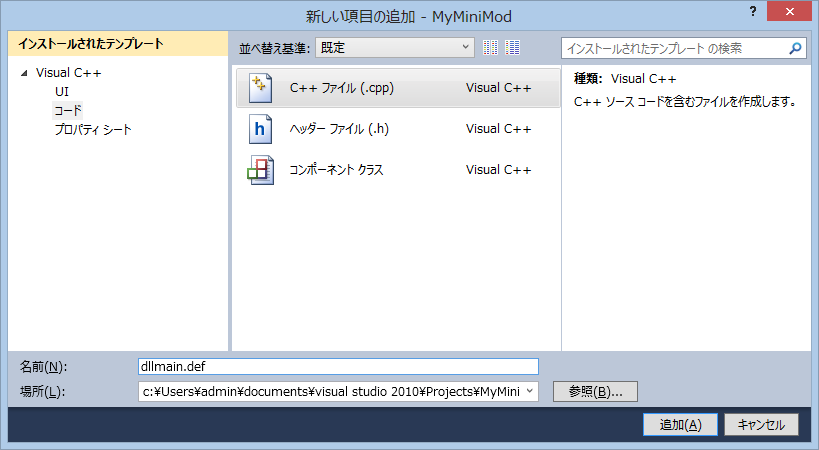 新しい項目の追加 - MyMiniMod
? ×
インストールされたテンプレート
並べ替え基準: 既定
インストールされたテンプレート の検索
Visual C++
UI
コード
プロパティ シート
C++ ファイル (.cpp) Visual C++
ヘッダー ファイル (.h) Visual C++
コンポーネント クラス Visual C++
種類: Visual C++
C++ ソース コードを含むファイルを作成します。
名前(N): dllmain.def
場所(L): c:¥Users¥admin¥documents¥visual studio 2010¥Projects¥MyMini
参照(B)...
追加(A) キャンセル